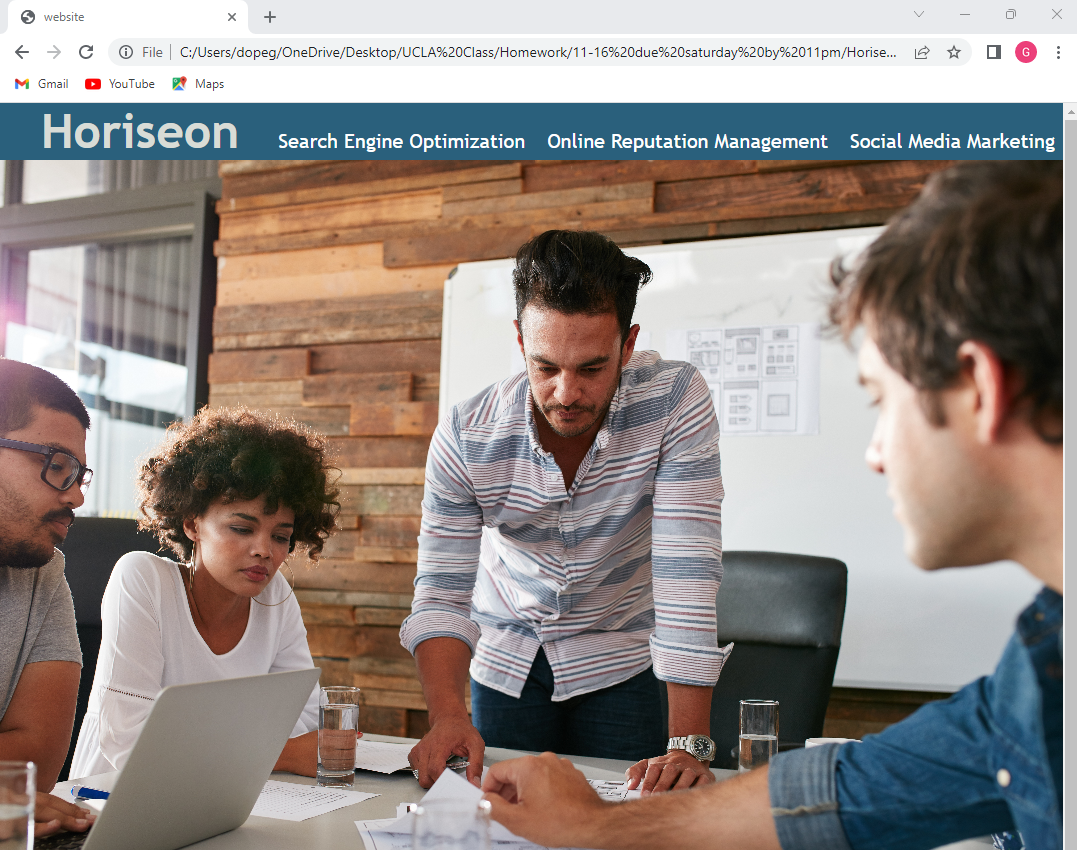 website
File
C:/Users/dopeg/OneDrive/Desktop/UCLA%20Class/Homework/11-16%20due%20saturday%20by%2011pm/Horise...
G
Gmail
YouTube
Maps
Horiseon
Search Engine Optimization
Online Reputation Management
Social Media Marketing